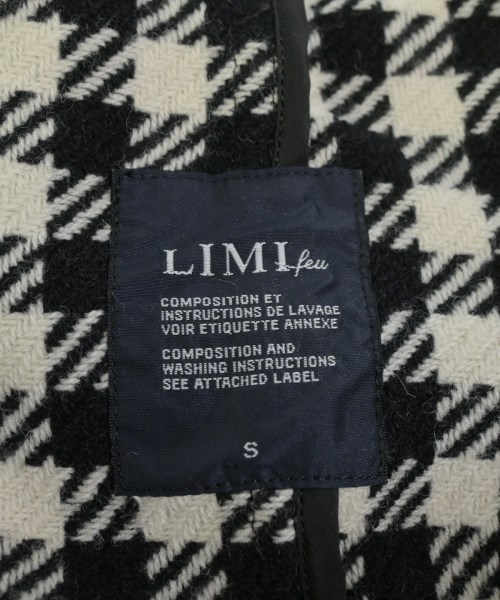 LIMI feu
COMPOSITION ET
INSTRUCTIONS DE LAVAGE
VOIR ETIQUETTE ANNEXE
COMPOSITION AND
WASHING INSTRUCTIONS
SEE ATTACHED LABEL
S